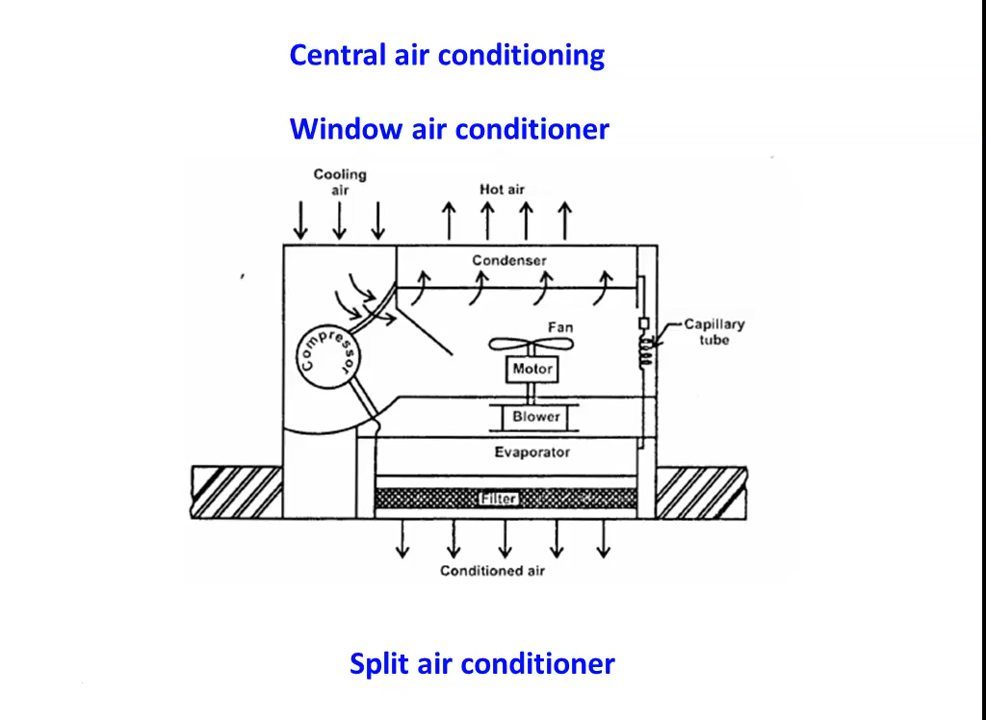 Central air conditioning
Window air conditioner
Cooling
air
Hot air
Condenser
Compressor
Fan
Capillary
tube
Motor
Blower
Evaporator
Filter
Conditioned air
Split air conditioner